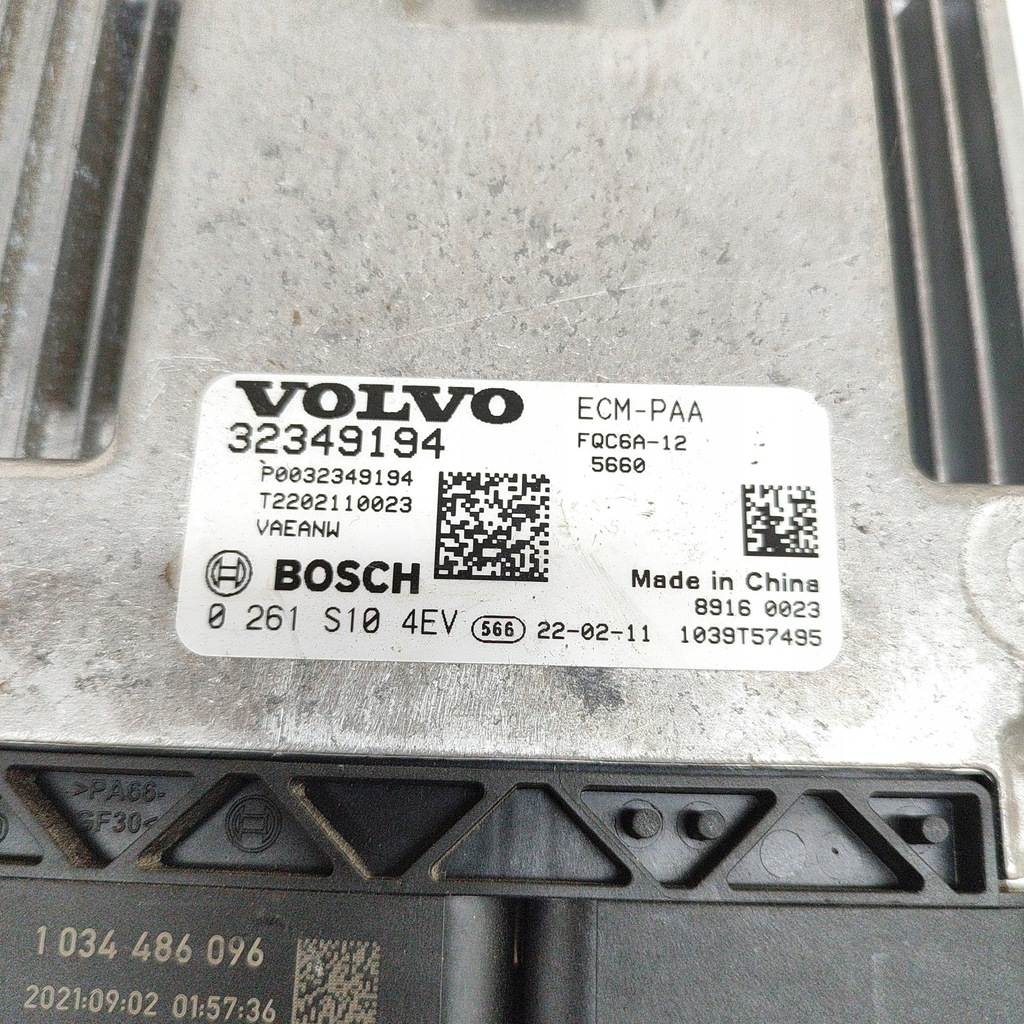 VOLVO
32349194
P0032349194
T2202110023
VAEANW
ECM-PAA
FQC6A-12
5660
BOSCH
0 261 S10 4EV 566 22-02-11
Made in China
8916 0023
1039T57495
>PA66-
GF30<
1 034 486 096
2021:09:02 01:57:36